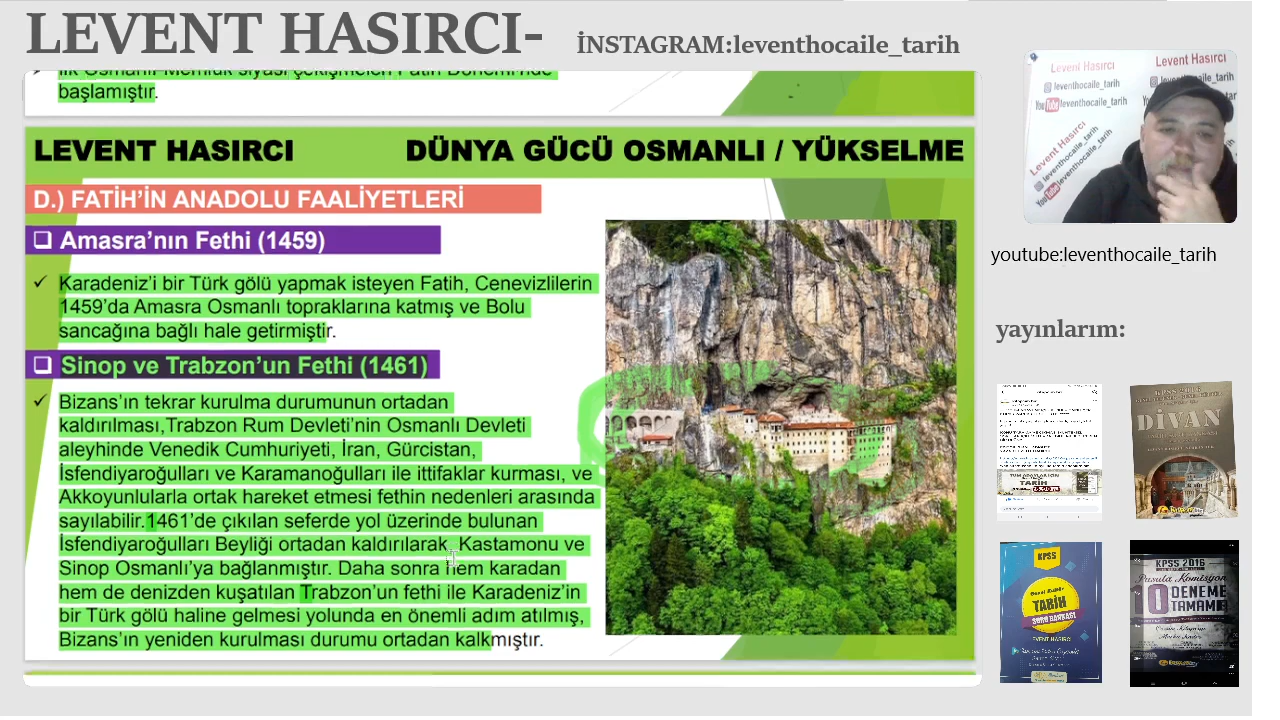 LEVENT HASIRCI-
İNSTAGRAM:leventhocaile_tarih
İlk Osmanlı-Memlük siyasi çekişmeleri Fatih Dönemi'nde
başlamıştır.
LEVENT HASIRCI
DÜNYA GÜCÜ OSMANLI / YÜKSELME
D.) FATİH'İN ANADOLU FAALİYETLERİ
Amasra'nın Fethi (1459)
Karadeniz'i bir Türk gölü yapmak isteyen Fatih, Cenevizlilerin
1459'da Amasra Osmanlı topraklarına katmış ve Bolu
sancağına bağlı hale getirmiştir.
Sinop ve Trabzon'un Fethi (1461)
Bizans'ın tekrar kurulma durumunun ortadan
kaldırılması,Trabzon Rum Devleti'nin Osmanlı Devleti
aleyhinde Venedik Cumhuriyeti, İran, Gürcistan,
İsfendiyaroğulları ve Karamanoğulları ile ittifaklar kurması, ve
Akkoyunlularla ortak hareket etmesi fethin nedenleri arasında
sayılabilir.1461'de çıkılan seferde yol üzerinde bulunan
İsfendiyaroğulları Beyliği ortadan kaldırılarak, Kastamonu ve
Sinop Osmanlı'ya bağlanmıştır. Daha sonra hem karadan
hem de denizden kuşatılan Trabzon'un fethi ile Karadeniz'in
bir Türk gölü haline gelmesi yolunda en önemli adım atılmış,
Bizans'ın yeniden kurulması durumu ortadan kalkmıştır.
Levent Hasırcı
leventhocaile_tarih
YouTube leventhocaile_tarih
Levent Hasırcı
Levent Hasırcı
leventhocaile_tarih
leventhocaile_tarih
youtube:leventhocaile_tarih
yayınlarım:
KPSS 2016
DİVAN
KPSS
TARİH
SORU BANKASI
LEVENT HASIRCI
KPSS 2016
10 DENEME
TAMAMI